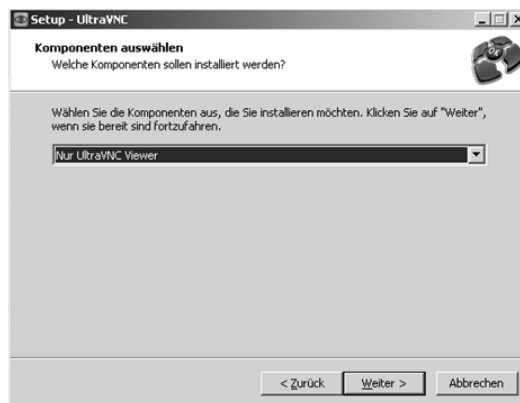 Setup - UltraVNC
Komponenten auswählen
Welche Komponenten sollen installiert werden?
OK
Wählen Sie die Komponenten aus, die Sie installieren möchten. Klicken Sie auf "Weiter",
wenn sie bereit sind fortzufahren.
Nur UltraVNC Viewer
< Zurück
Weiter >
Abbrechen